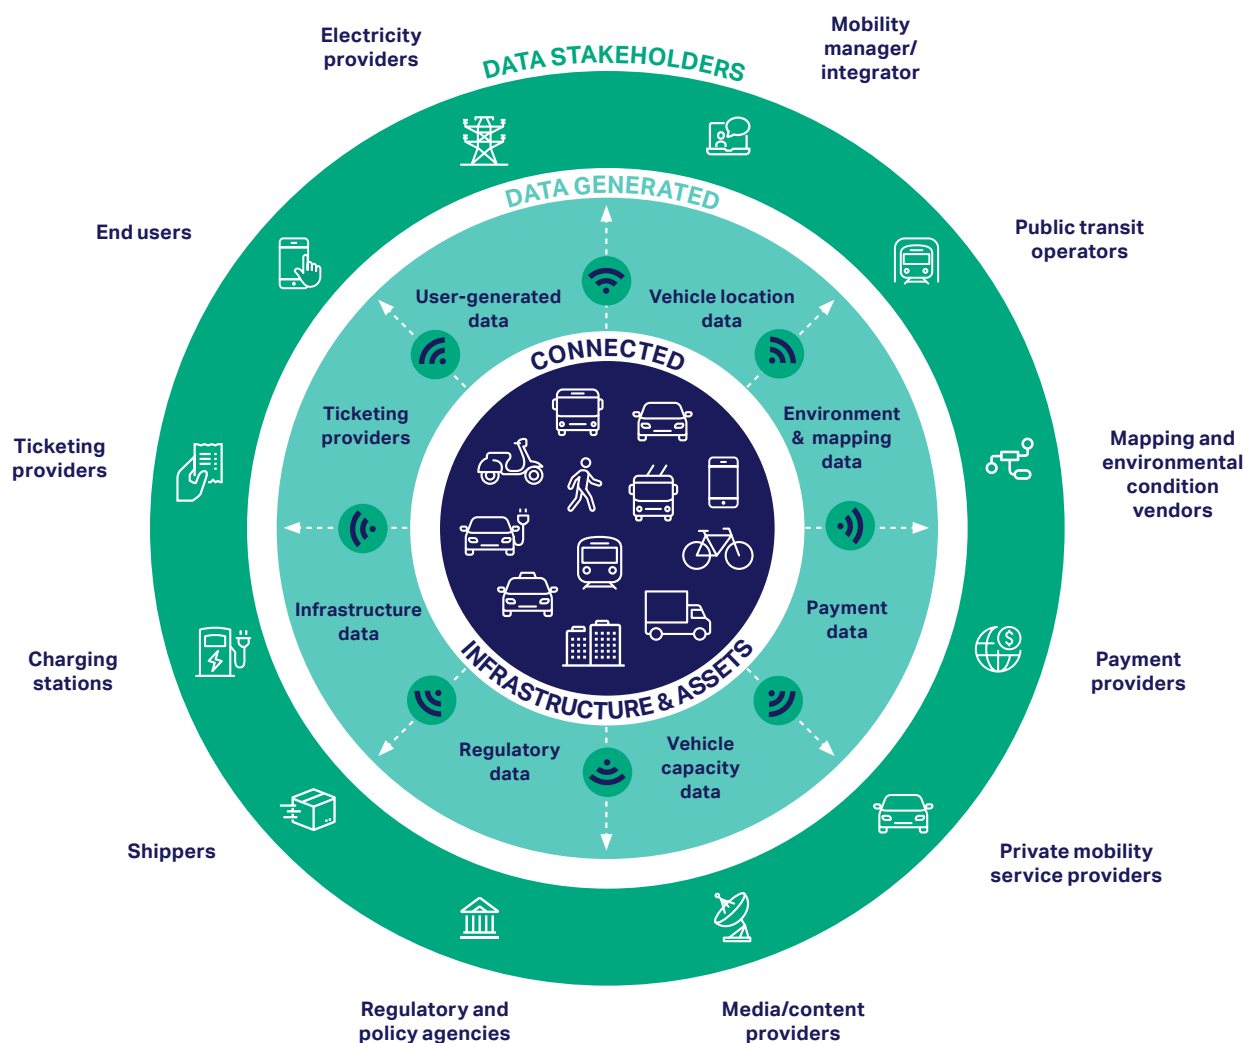 Electricity
providers
DATA STAKEHOLDERS
Mobility
manager/
integrator
Public transit
operators
Mapping and
environmental
condition
vendors
Payment
providers
Private mobility
service providers
Media/content
providers
Regulatory and
policy agencies
Shippers
Charging
stations
Ticketing
providers
End users
DATA GENERATED
User-generated
data
Vehicle location
data
Environment
& mapping
data
Payment
data
Vehicle
capacity
data
Regulatory
data
Infrastructure
data
Ticketing
providers
CONNECTED
INFRASTRUCTURE & ASSETS
$